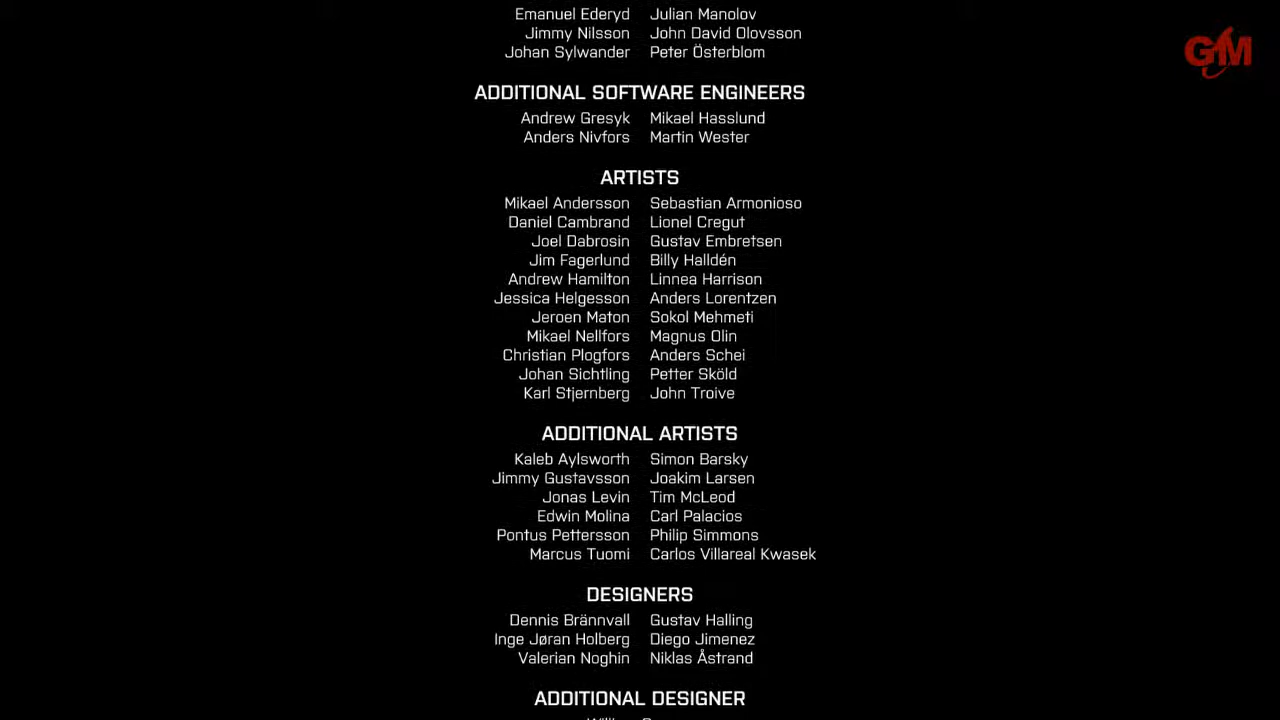 Emanuel Ederyd Julian Manolov
Jimmy Nilsson John David Olovsson
Johan Sylwander Peter Österblom
ADDITIONAL SOFTWARE ENGINEERS
Andrew Gresyk Mikael Hasslund
Anders Nivfors Martin Wester
ARTISTS
Mikael Andersson Sebastian Armonioso
Daniel Cambrand Lionel Cregut
Joel Dabrosin Gustav Embretsen
Jim Fagerlund Billy Halldén
Andrew Hamilton Linnea Harrison
Jessica Helgesson Anders Lorentzen
Jeroen Maton Sokol Mehmeti
Mikael Nellfors Magnus Olin
Christian Plogfors Anders Schei
Johan Sichtling Petter Sköld
Karl Stjernberg John Troive
ADDITIONAL ARTISTS
Kaleb Aylsworth Simon Barsky
Jimmy Gustavsson Joakim Larsen
Jonas Levin Tim McLeod
Edwin Molina Carl Palacios
Pontus Pettersson Philip Simmons
Marcus Tuomi Carlos Villareal Kwasek
DESIGNERS
Dennis Brännvall Gustav Halling
Inge Jøran Holberg Diego Jimenez
Valerian Noghin Niklas Åstrand
ADDITIONAL DESIGNER